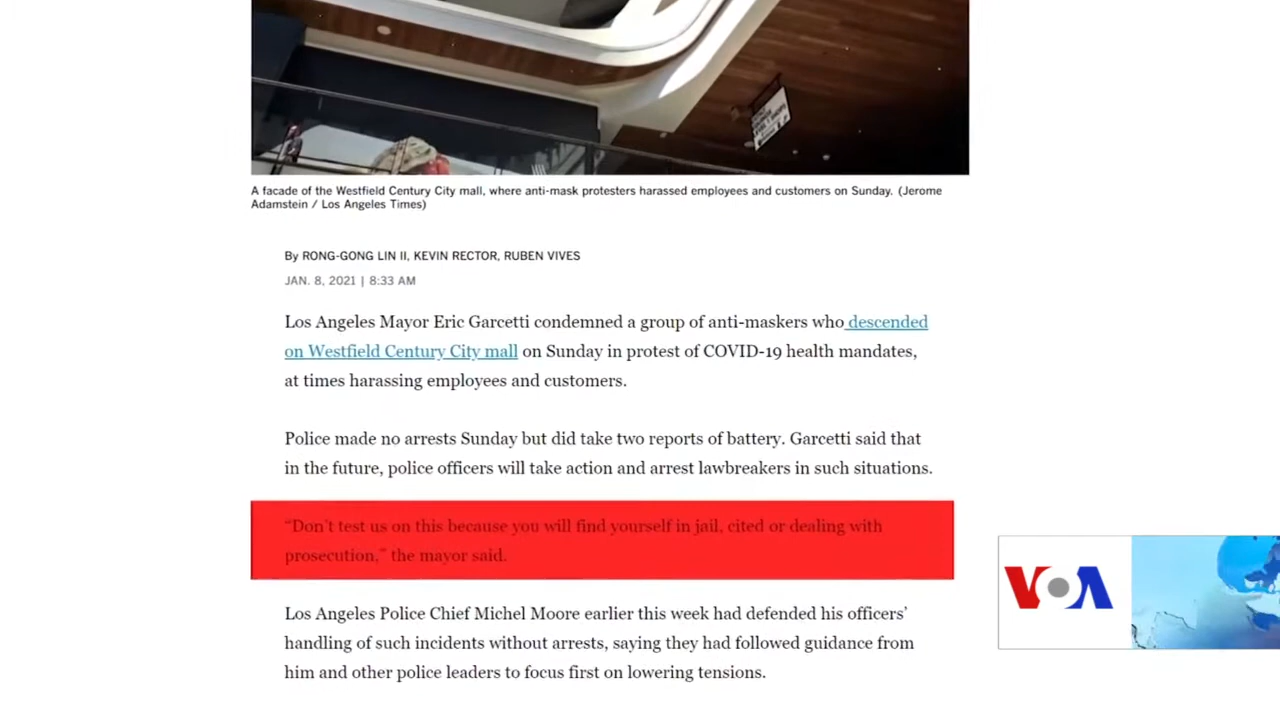 A facade of the Westfield Century City mall, where anti-mask protesters harassed employees and customers on Sunday. (Jerome
Adamstein / Los Angeles Times)
By RONG-GONG LIN II, KEVIN RECTOR, RUBEN VIVES
JAN. 8, 2021 | 8:33 AM
Los Angeles Mayor Eric Garcetti condemned a group of anti-maskers who descended
on Westfield Century City mall on Sunday in protest of COVID-19 health mandates,
at times harassing employees and customers.
Police made no arrests Sunday but did take two reports of battery. Garcetti said that
in the future, police officers will take action and arrest lawbreakers in such situations.
“Don’t test us on this because you will find yourself in jail, cited or dealing with
prosecution,” the mayor said.
Los Angeles Police Chief Michel Moore earlier this week had defended his officers’
handling of such incidents without arrests, saying they had followed guidance from
him and other police leaders to focus first on lowering tensions.
VOA